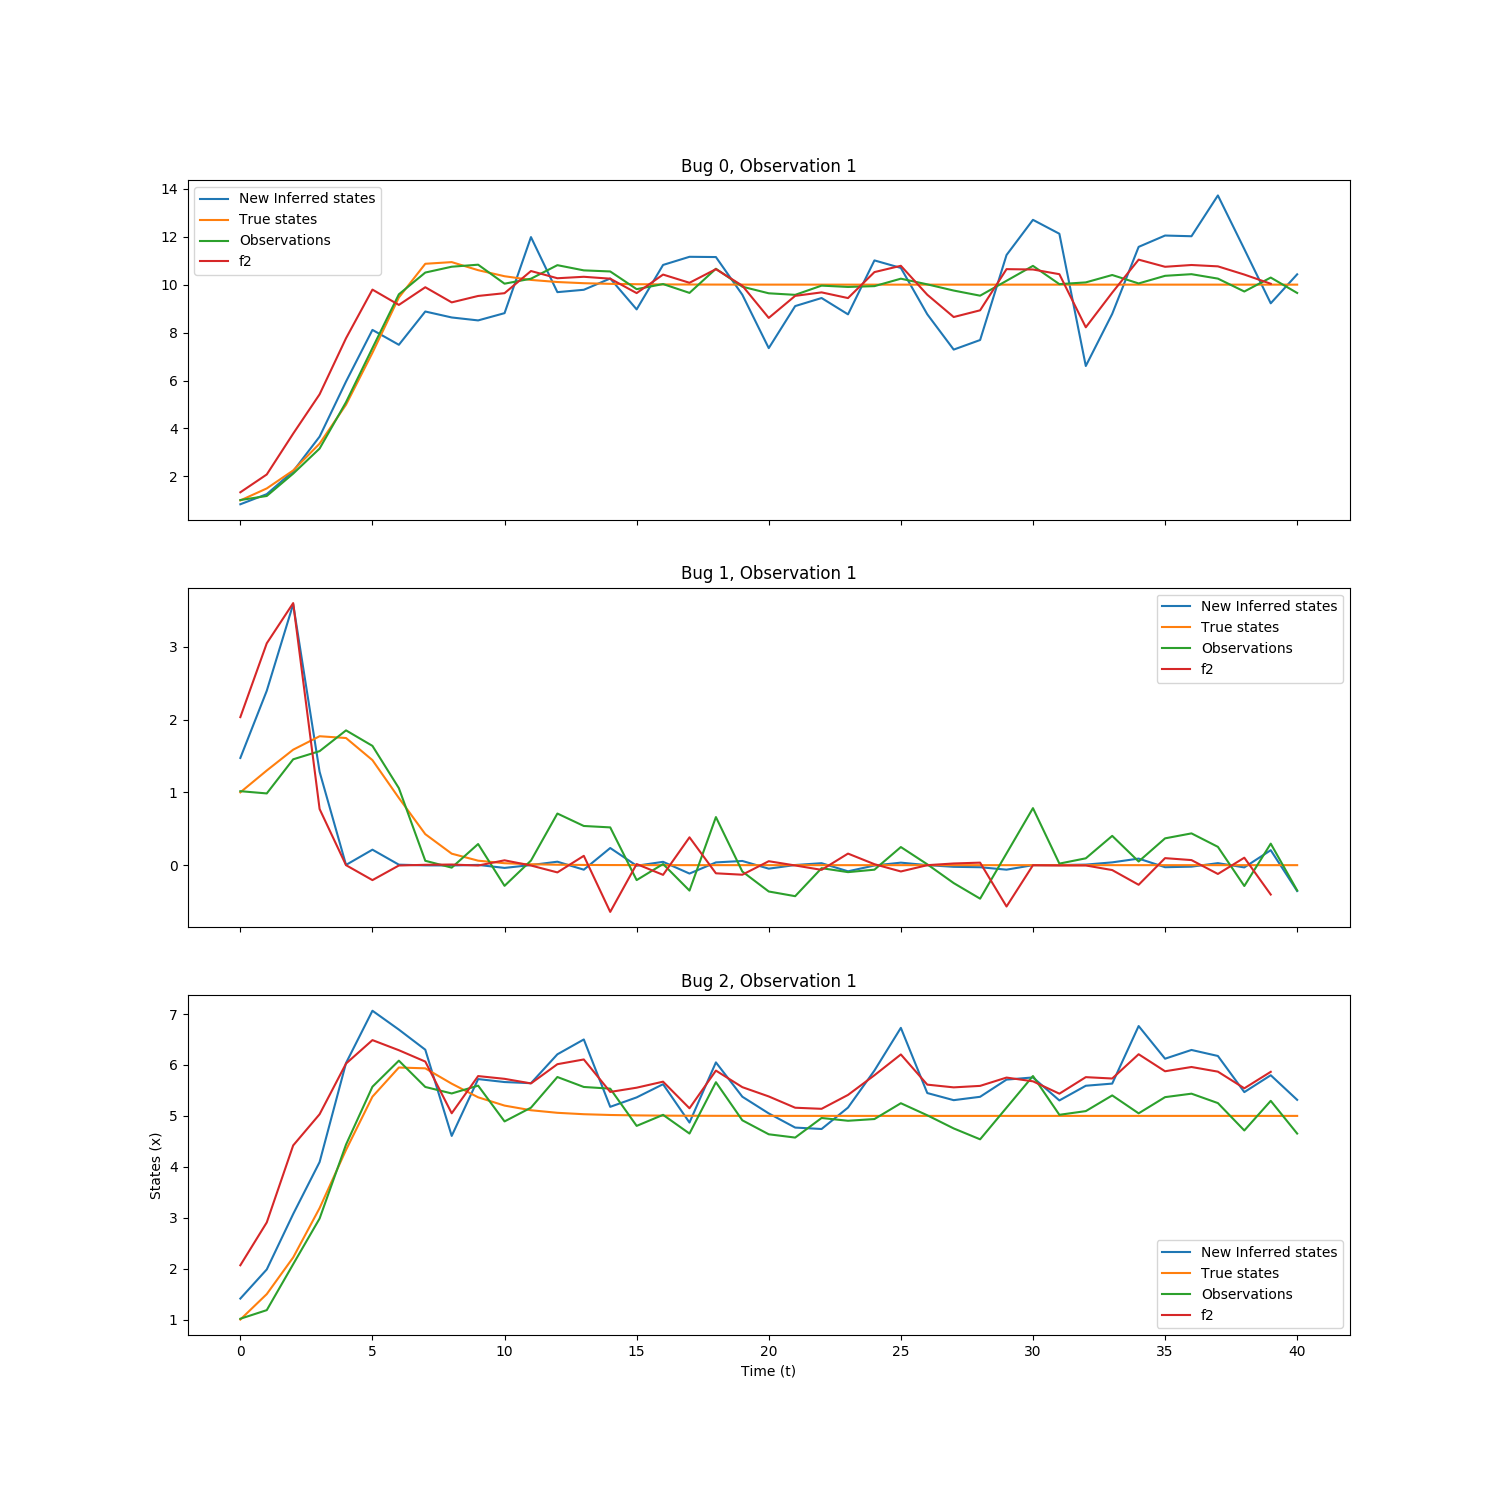 Bug 0, Observation 1
14
12
10
8
6
4
2
New Inferred states
True states
Observations
f2
Bug 1, Observation 1
3
2
1
0
New Inferred states
True states
Observations
f2
Bug 2, Observation 1
States (x)
7
6
5
4
3
2
1
New Inferred states
True states
Observations
f2
0 5 10 15 20 25 30 35 40
Time (t)